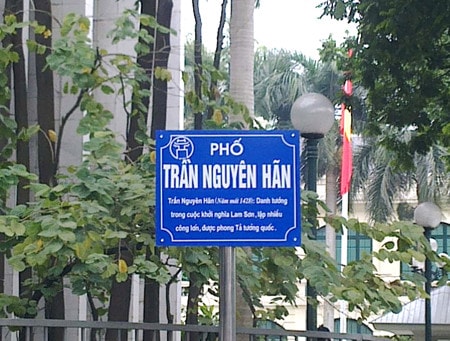 PHỐ
TRẦN NGUYÊN HÃN
Trần Nguyên Hãn (Năm mất 1429): Danh tướng
trong cuộc khởi nghĩa Lam Sơn, lập nhiều
công lớn, được phong Tả tướng quốc.